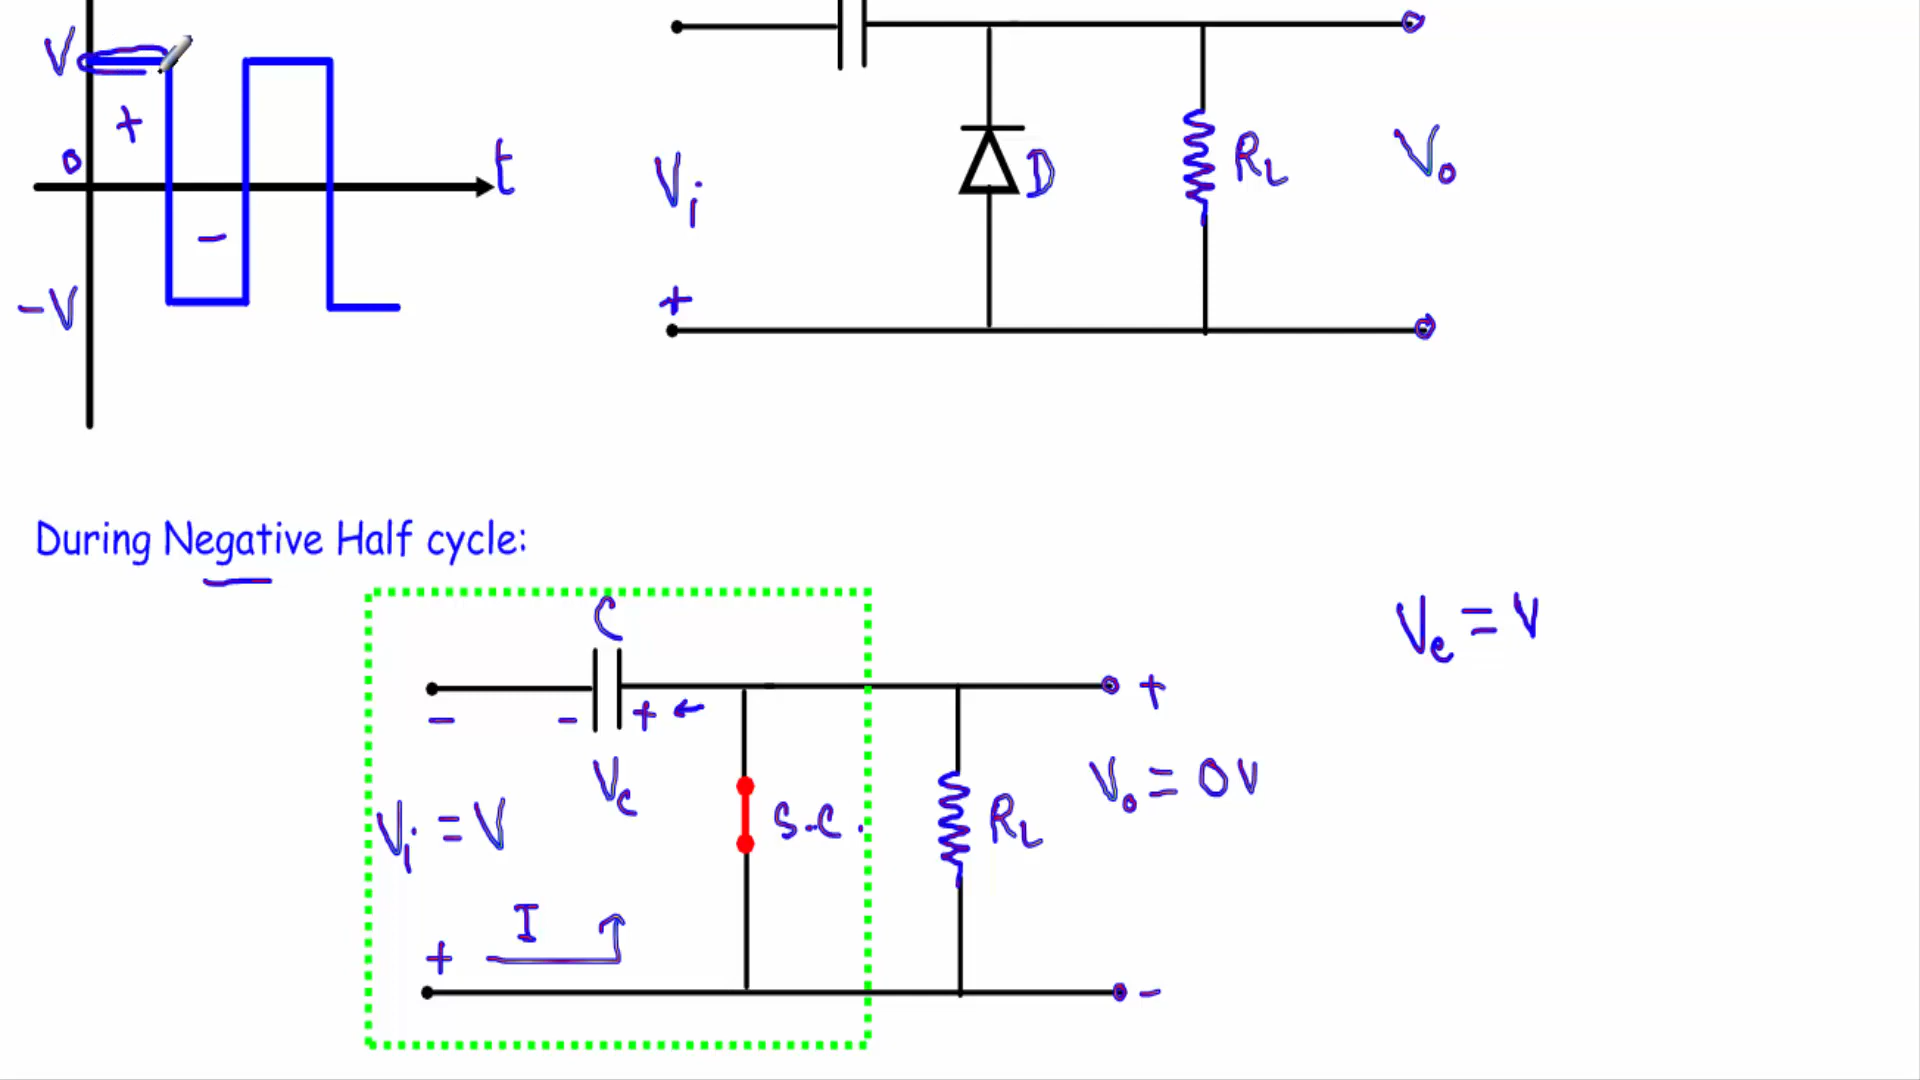 V
+
0
t
-
-V
Vi
+
D
RL
Vo
During Negative Half cycle:
C
Vc = V
- - + ←
+
Vc
Vi = V
S.C.
RL
Vo = 0V
I
+
-